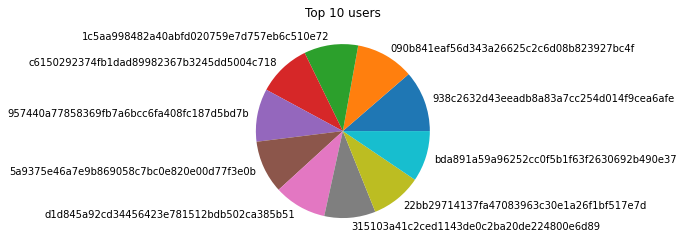 Top 10 users
1c5aa998482a40abfd020759e7d757eb6c510e72
090b841eaf56d343a26625c2c6d08b823927bc4f
c6150292374fb1dad89982367b3245dd5004c718
938c2632d43eeadb8a83a7cc254d014f9cea6afe
957440a77858369fb7a6bcc6fa408fc187d5bd7b
bda891a59a96252cc0f5b1f63f2630692b490e37
5a9375e46a7e9b869058c7bc0e820e00d77f3e0b
22bb29714137fa47083963c30e1a26f1bf517e7d
d1d845a92cd34456423e781512bdb502ca385b51
315103a41c2ced1143de0c2ba20de224800e6d89